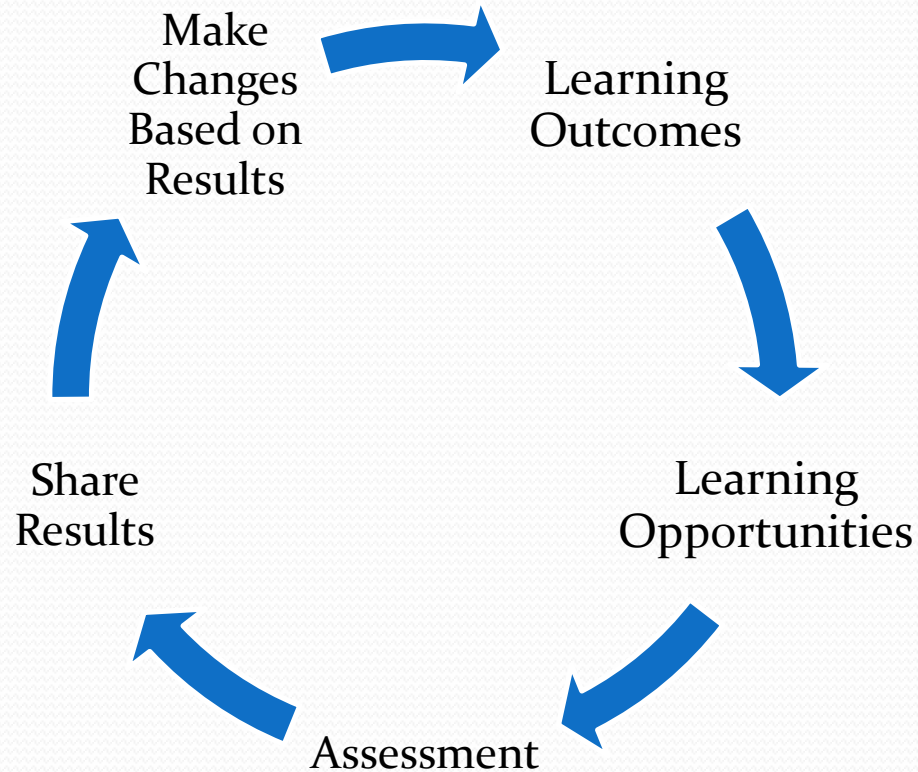 Make
Changes
Based on
Results
Learning
Outcomes
Learning
Opportunities
Assessment
Share
Results